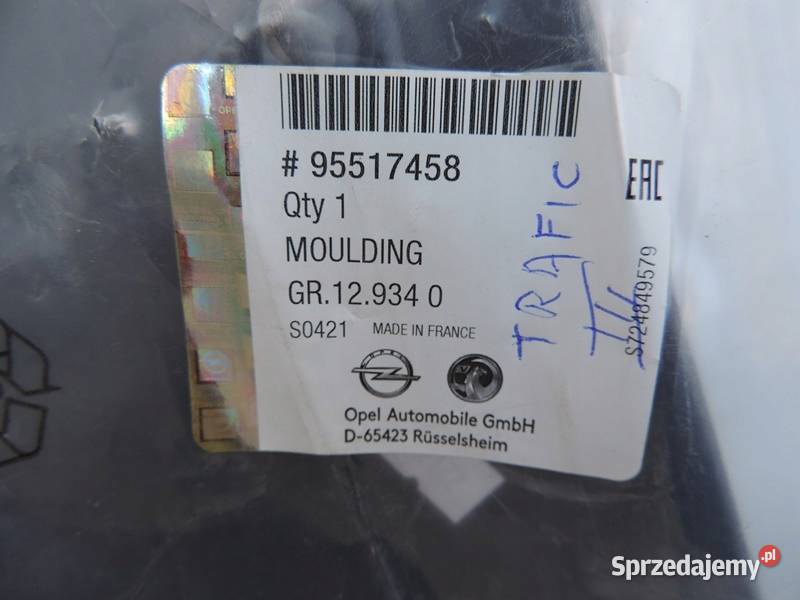 # 95517458
Qty 1
MOULDING
GR.12.934 0
S0421 MADE IN FRANCE
OPEL
Opel Automobile GmbH
D-65423 Rüsselsheim
TRAFIC
EAC
S724849579
Sprzedajemy.pl